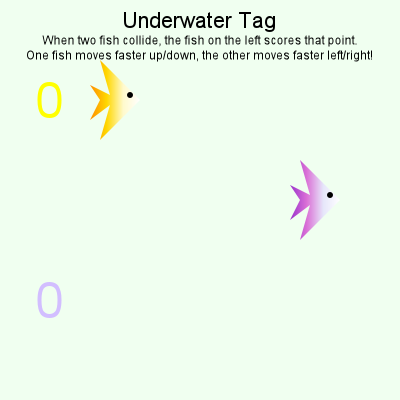 Underwater Tag
When two fish collide, the fish on the left scores that point.
One fish moves faster up/down, the other moves faster left/right!
0
0